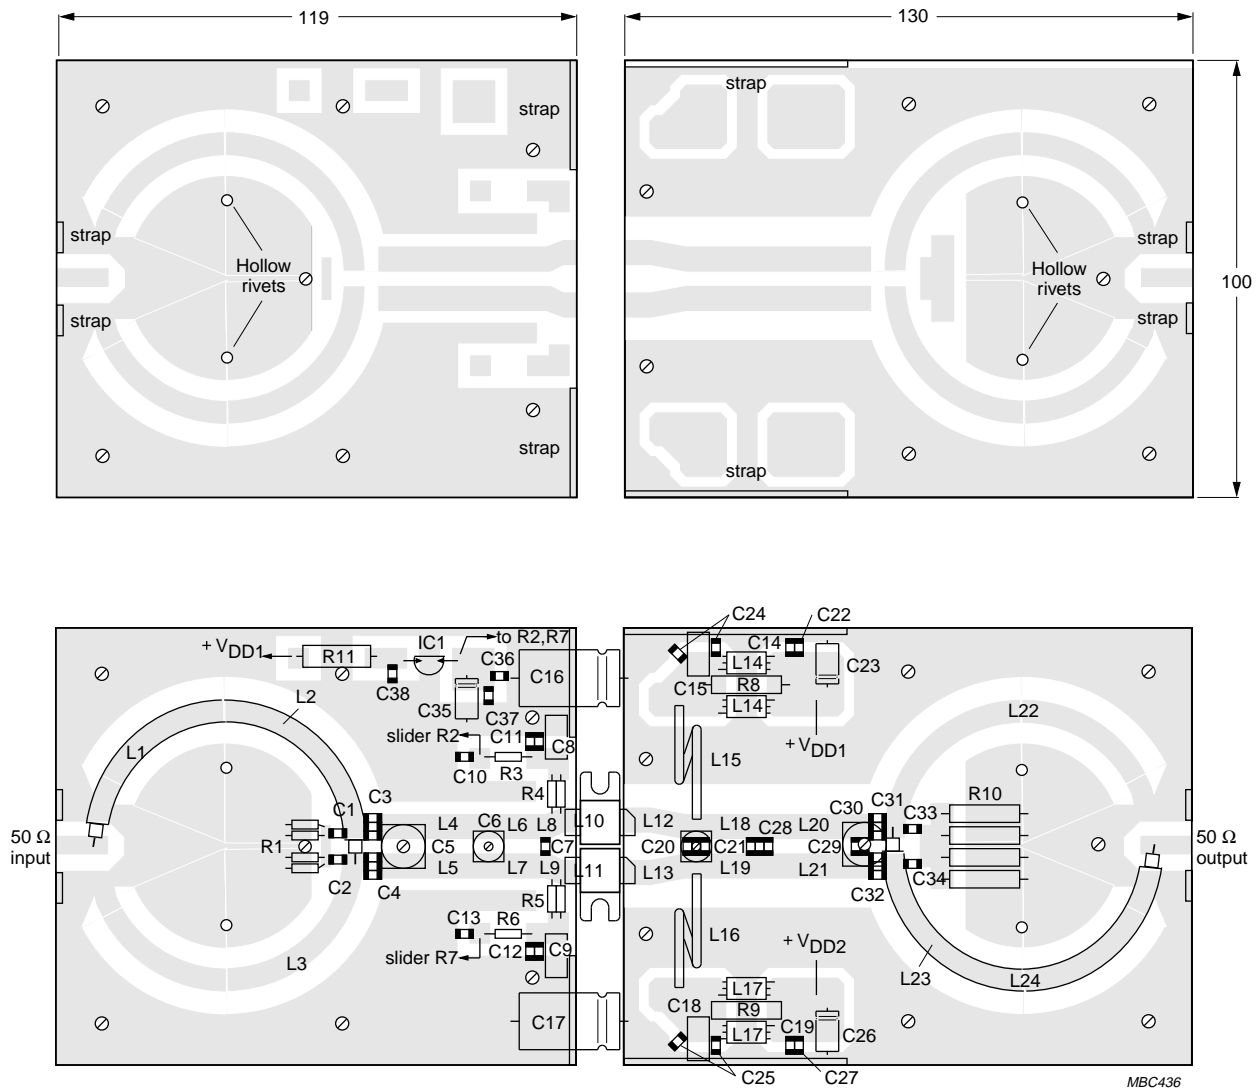 119
130
strap
strap
strap
strap
Hollow
rivets
Hollow
rivets
strap
100
strap
strap
strap
strap
C24
C22
+ VDD1
IC1
to R2,R7
R11
C36
C38
C16
C14
L14
C23
C15
R8
L14
L2
C35
C37
slider R2
C11
C8
L22
+ VDD1
L1
C10
R3
L15
R4
R10
50 Ω
input
C1
C3
L4
C6
L6
L8
L10
L12
L18
C28
L20
C30
C31
C33
50 Ω
output
R1
C5
C7
C20
C21
C29
L5
L7
L9
L11
L13
L19
L21
C2
C4
C32
C34
R5
C13
R6
L16
+ VDD2
L3
slider R7
C12
C9
L23
L24
L17
C18
R9
C17
L17
C19
C26
C25
C27
MBC436